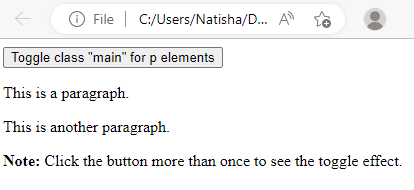 File C:/Users/Natisha/D...
Toggle class "main" for p elements
This is a paragraph.
This is another paragraph.
Note: Click the button more than once to see the toggle effect.